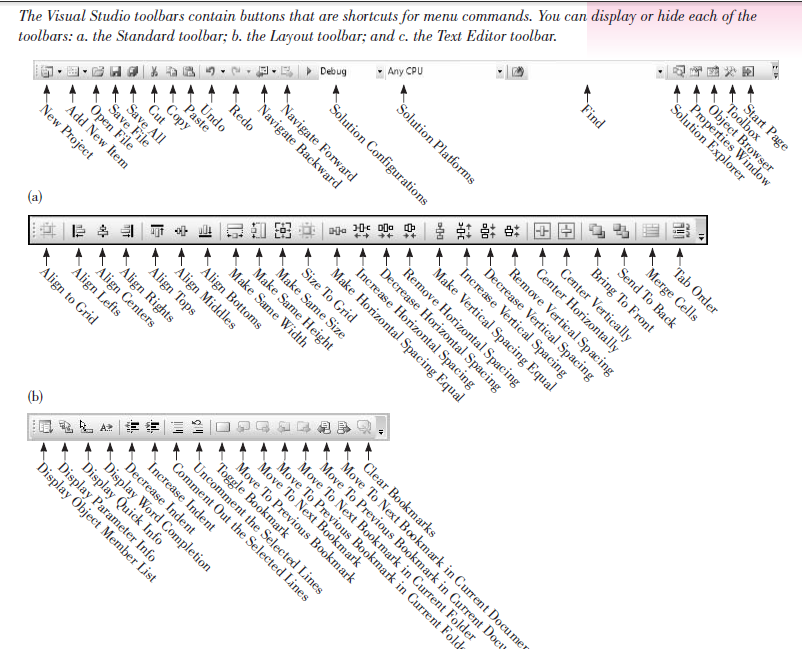 The Visual Studio toolbars contain buttons that are shortcuts for menu commands. You can display or hide each of the
toolbars: a. the Standard toolbar; b. the Layout toolbar; and c. the Text Editor toolbar.
Debug
Any CPU
New Project
Add New Item
Open File
Save File
Save All
Cut
Copy
Paste
Undo
Redo
Navigate Backward
Navigate Forward
Solution Configurations
Solution Platforms
Find
Solution Explorer
Properties Window
Object Browser
Toolbox
Start Page
(a)
Align to Grid
Align Lefts
Align Centers
Align Rights
Align Tops
Align Middles
Align Bottoms
Make Same Width
Make Same Height
Make Same Size
Size To Grid
Make Horizontal Spacing Equal
Increase Horizontal Spacing
Decrease Horizontal Spacing
Remove Horizontal Spacing
Make Vertical Spacing Equal
Increase Vertical Spacing
Decrease Vertical Spacing
Remove Vertical Spacing
Center Horizontally
Center Vertically
Bring To Front
Send To Back
Merge Cells
Tab Order
(b)
Display Object Member List
Display Parameter Info
Display Quick Info
Display Word Completion
Decrease Indent
Increase Indent
Comment Out the Selected Lines
Uncomment the Selected Lines
Toggle Bookmark
Move To Previous Bookmark
Move To Next Bookmark
Move To Previous Bookmark in Current Folde
Move To Next Bookmark in Current Folder
Move To Previous Bookmark in Current Docu
Move To Next Bookmark in Current Documen
Clear Bookmarks